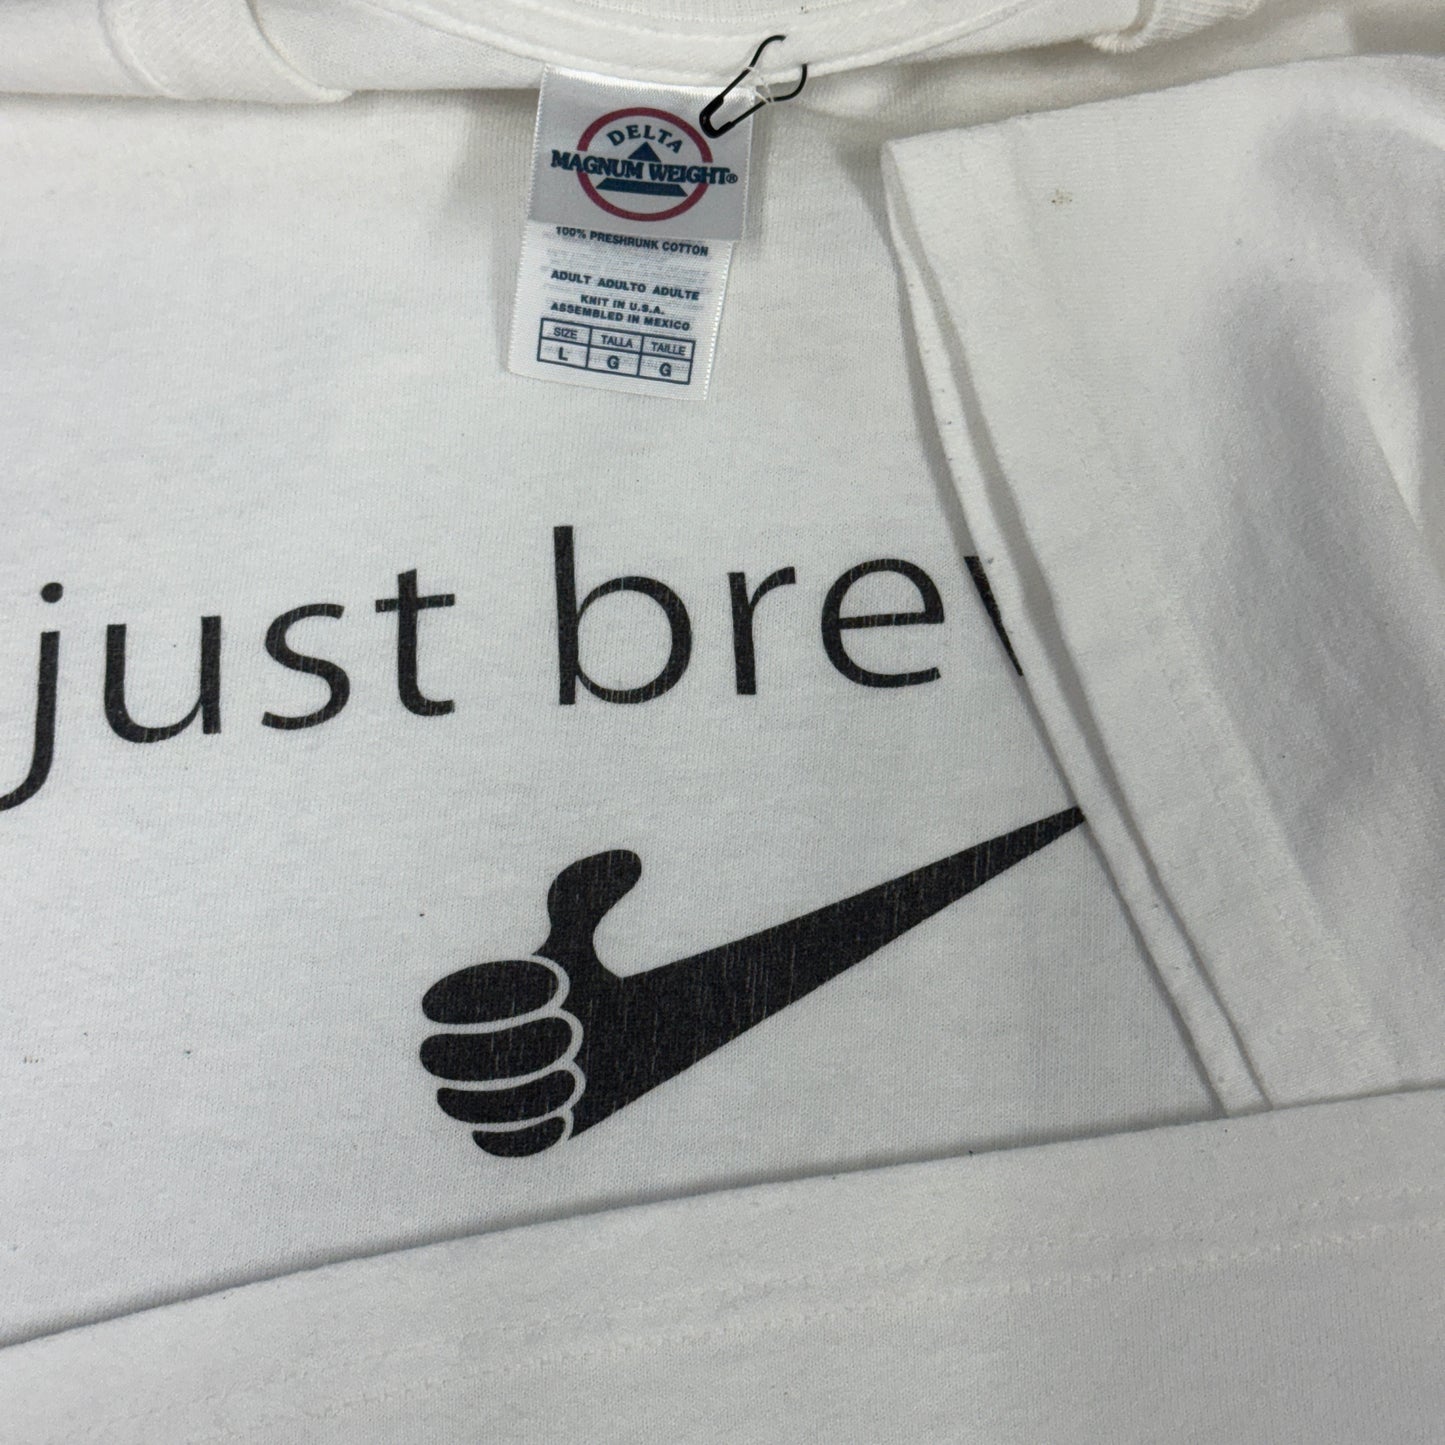 DELTA
MAGNUM WEIGHT®
100% PRESHRUNK COTTON
ADULT ADULTO ADULTE
KNIT IN U.S.A.
ASSEMBLED IN MEXICO
SIZE TALLA TAILLE
L G G
just bre